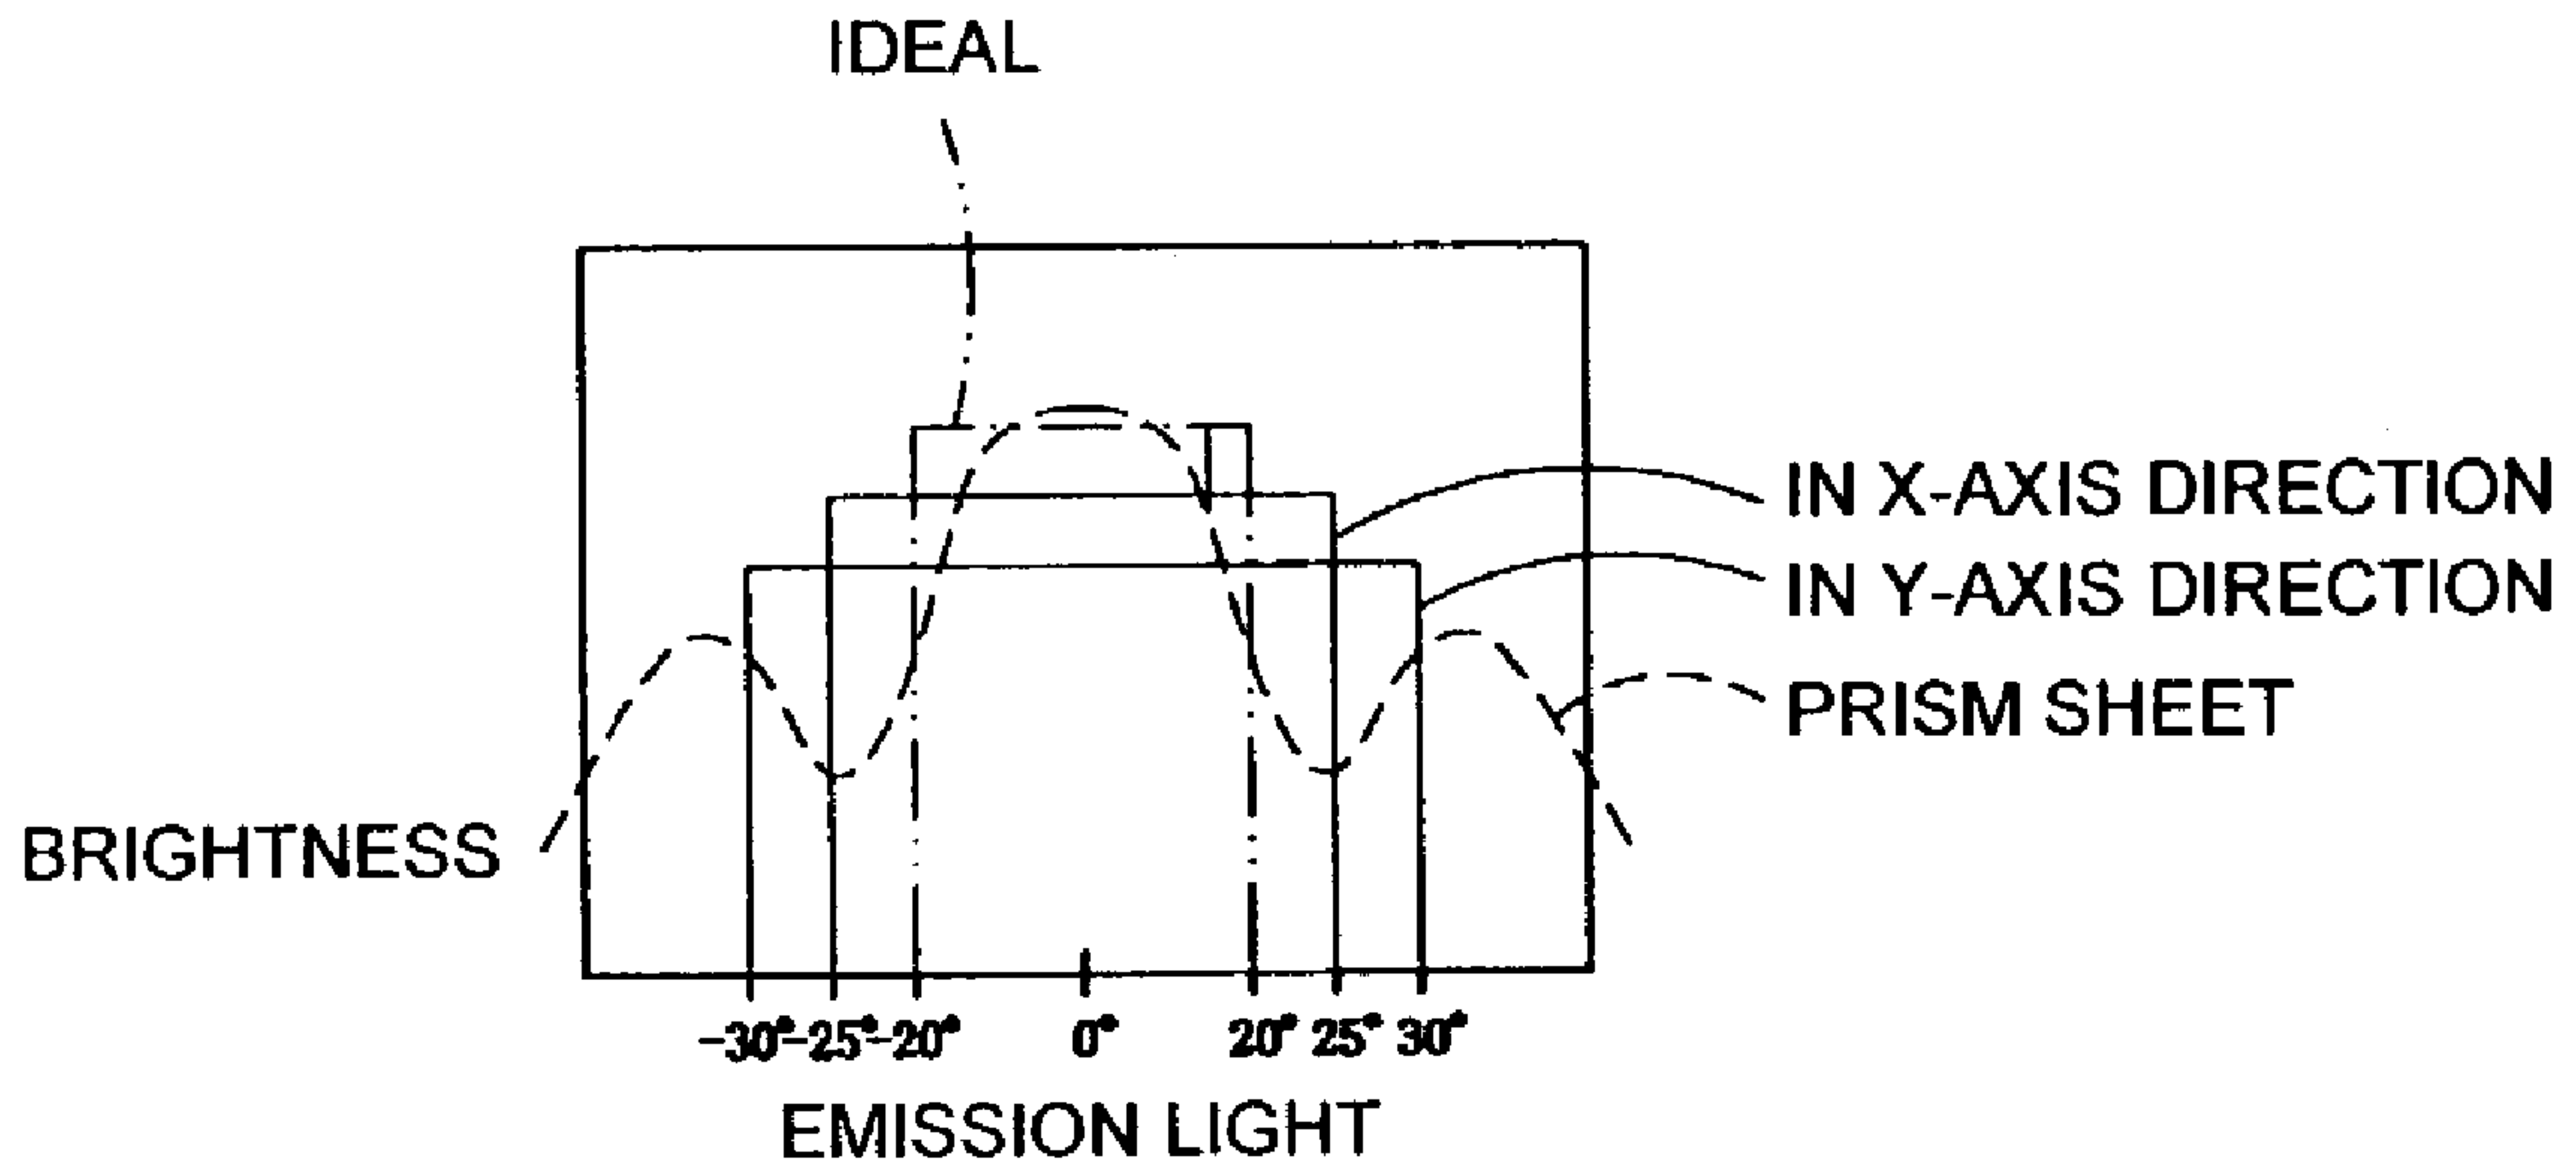 IDEAL
IN X-AXIS DIRECTION
IN Y-AXIS DIRECTION
PRISM SHEET
BRIGHTNESS
-30° -25° -20° 0° 20° 25° 30°
EMISSION LIGHT